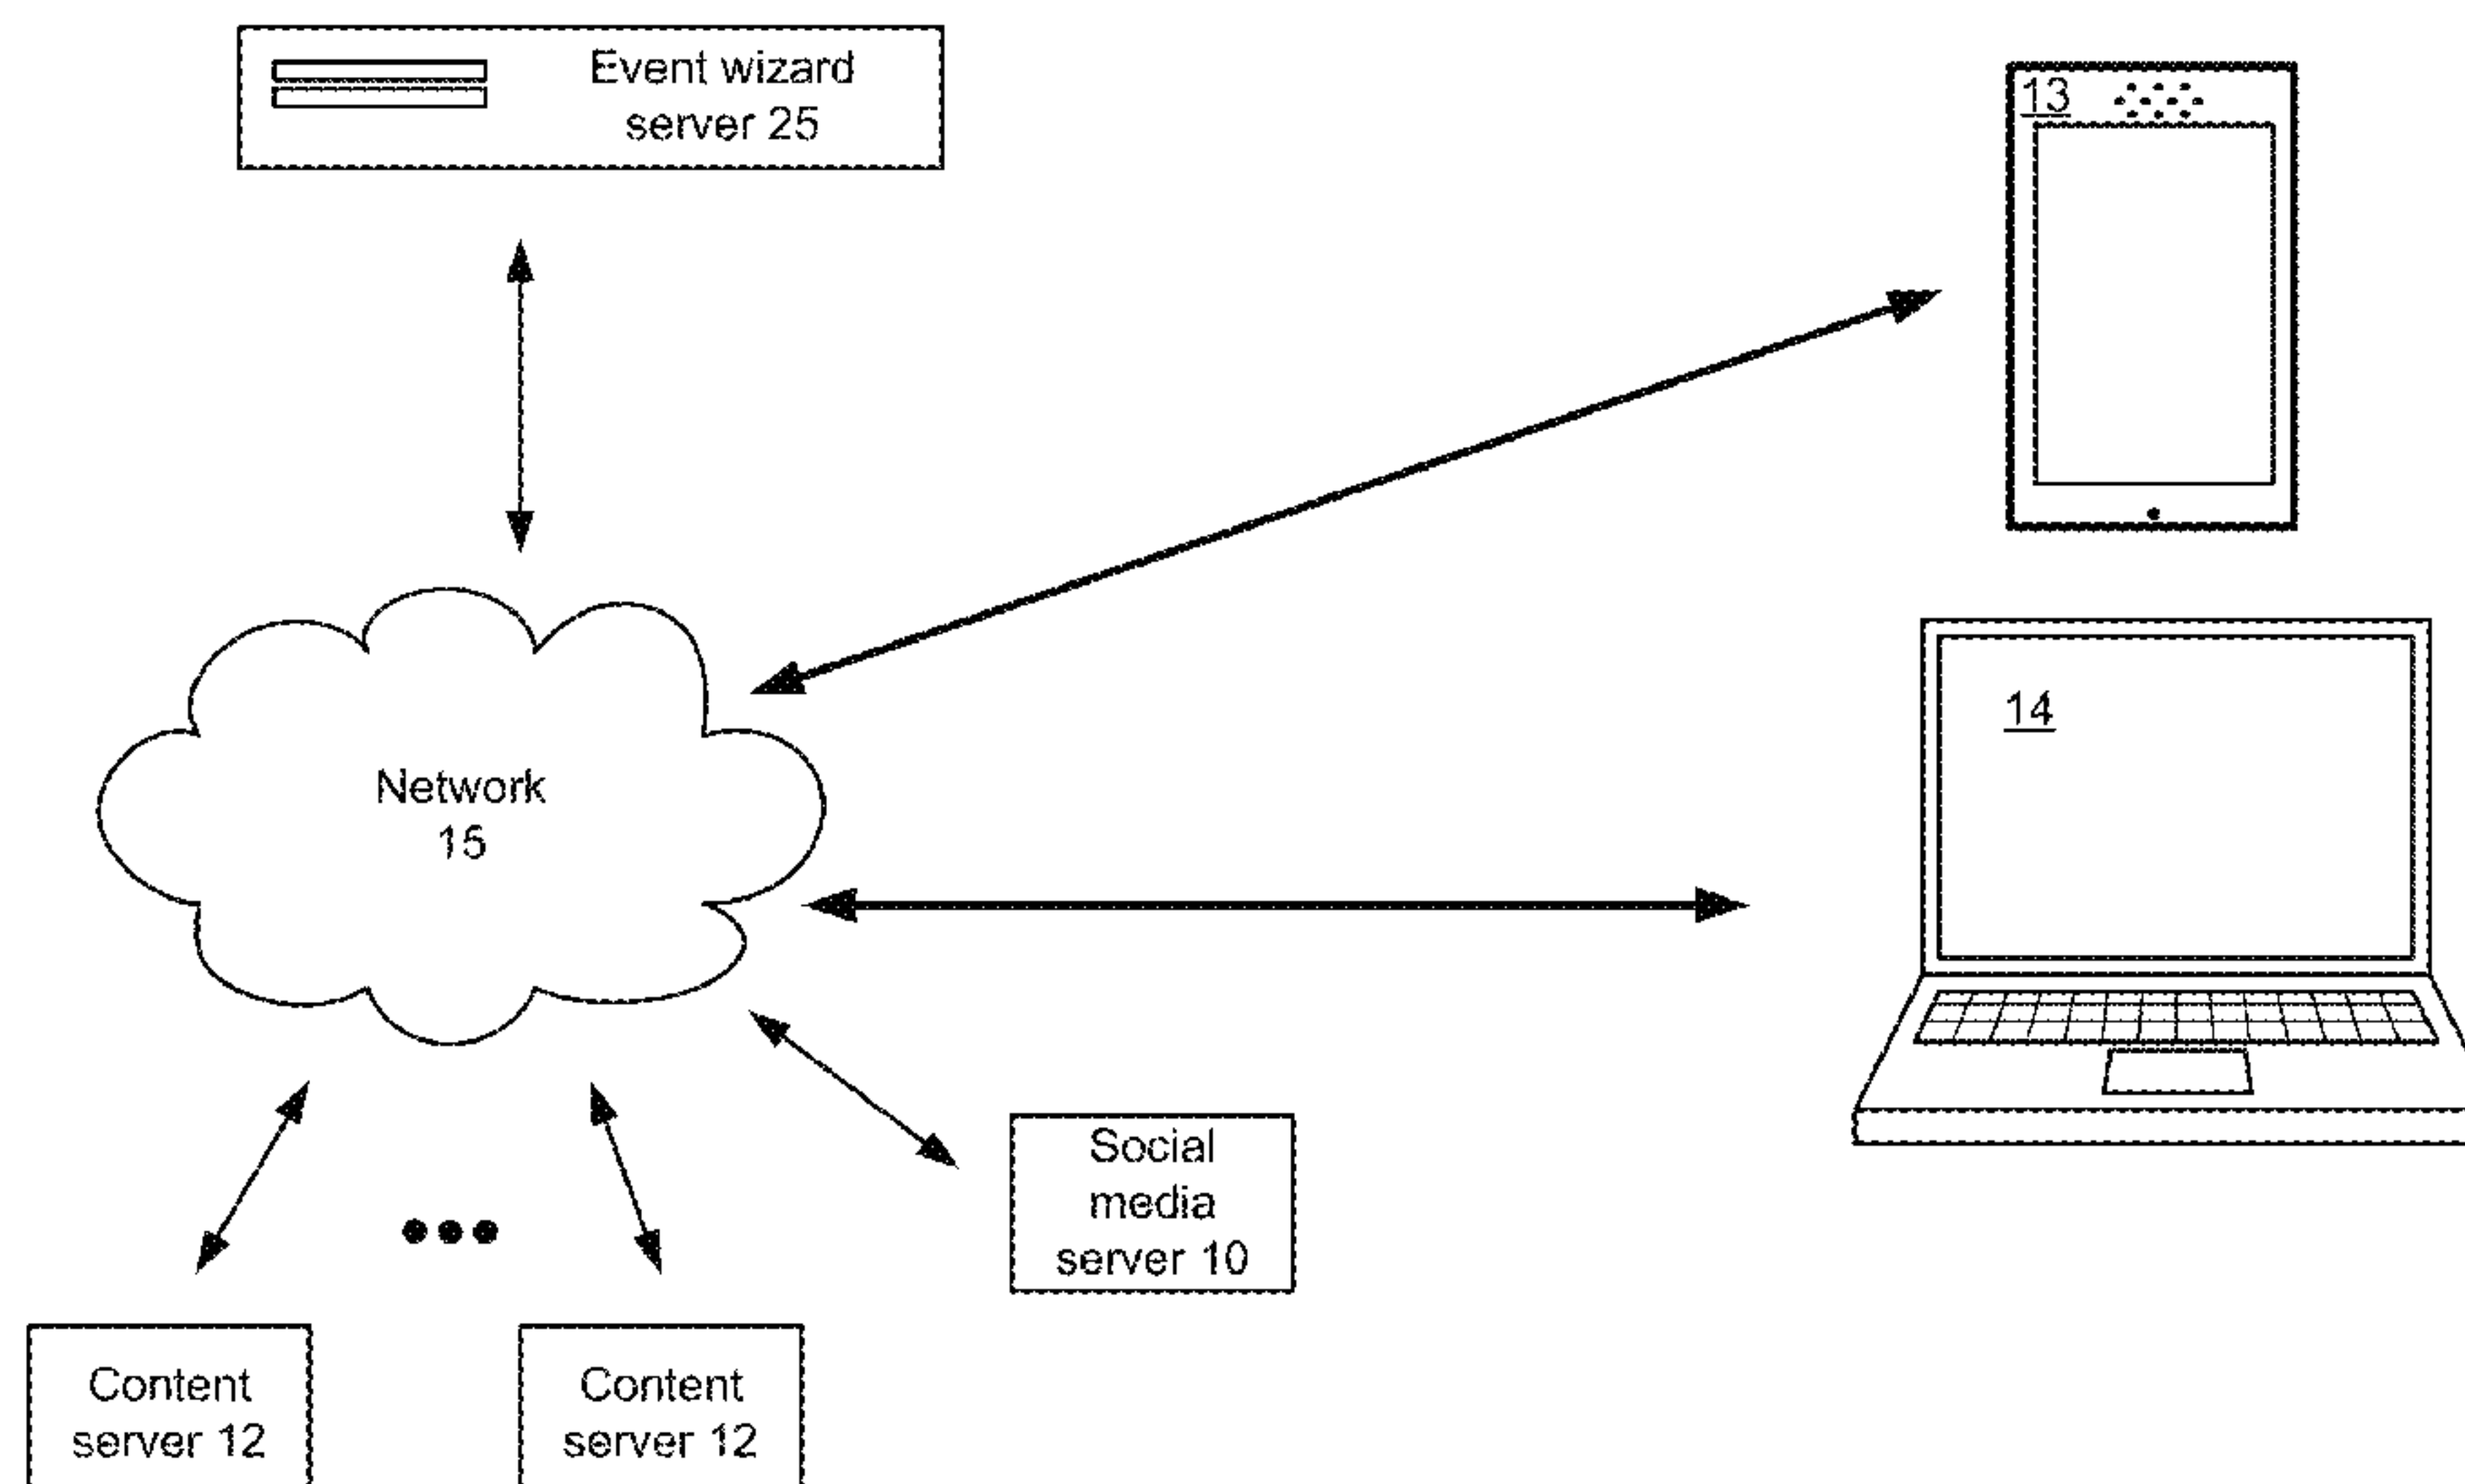 Event wizard
server 25
13
14
Network
15
Social
media
server 10
Content
server 12
Content
server 12